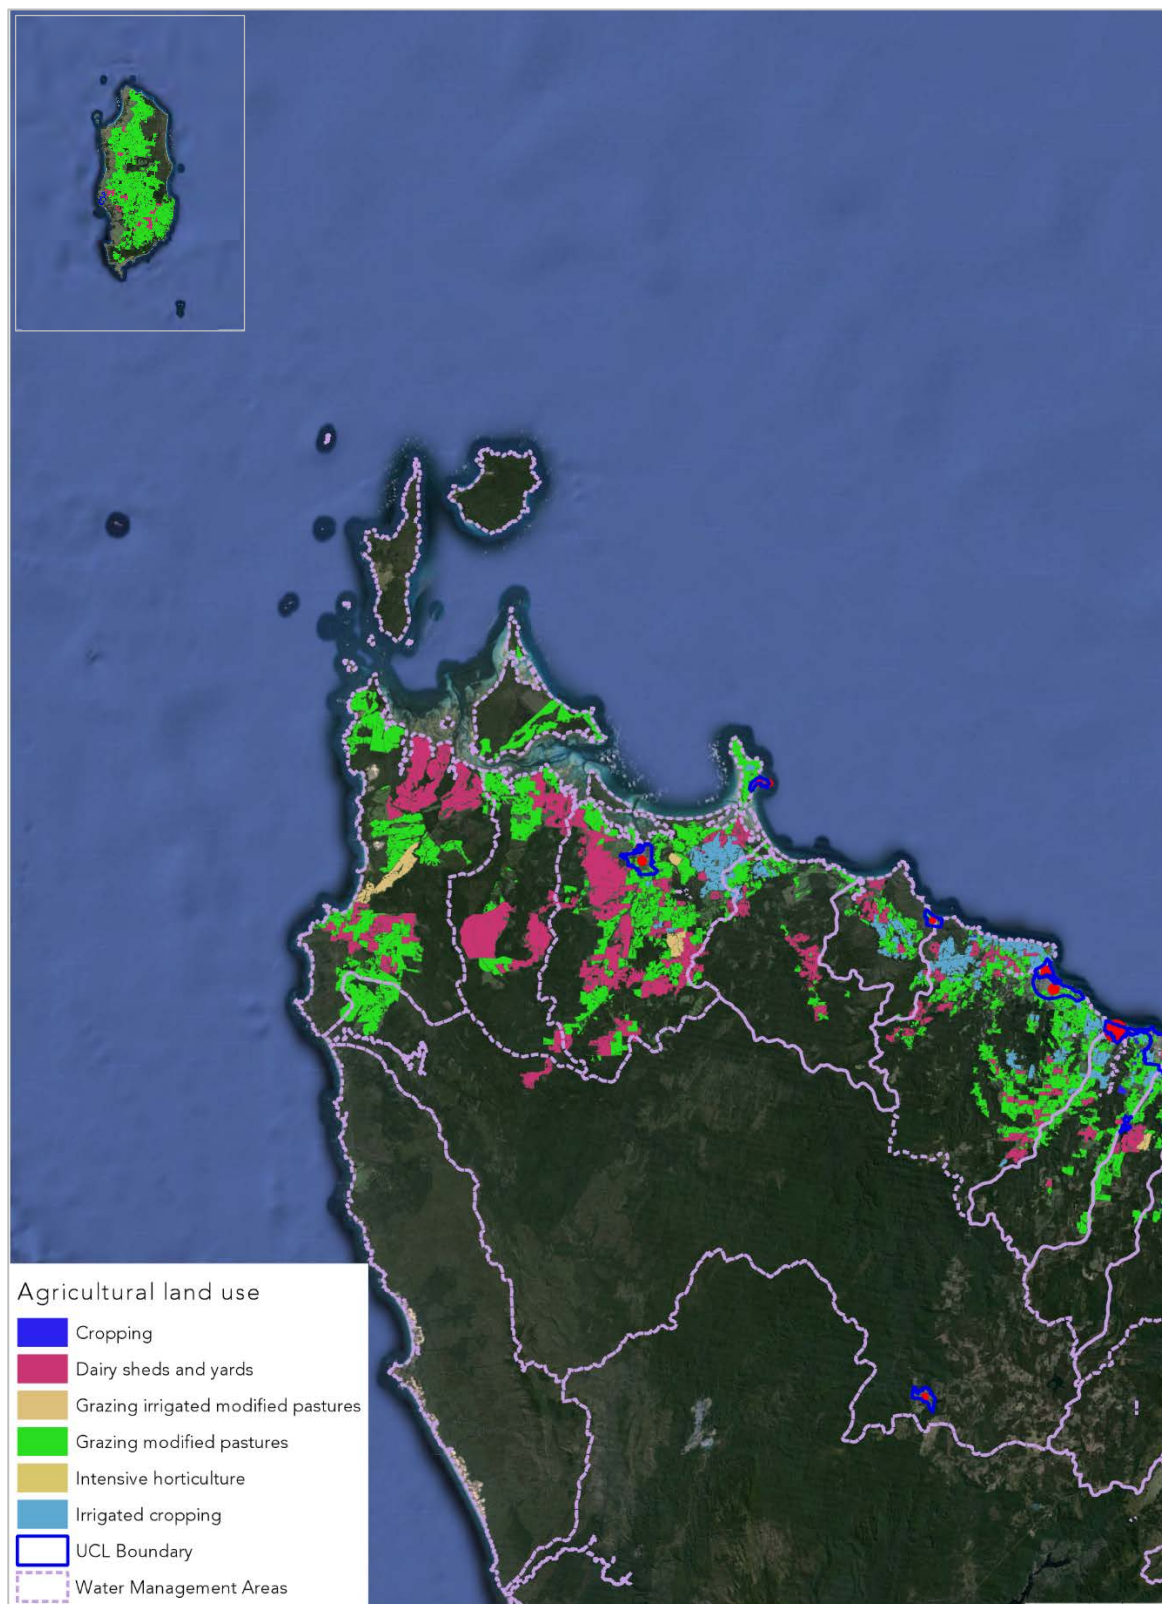 Agricultural land use
Cropping
Dairy sheds and yards
Grazing irrigated modified pastures
Grazing modified pastures
Intensive horticulture
Irrigated cropping
UCL Boundary
Water Management Areas